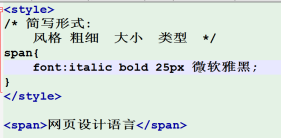 <style>
/* 简写形式:
风格 粗细 大小 类型 */
span{
font:italic bold 25px 微软雅黑;
}
</style>
<span>网页设计语言</span>